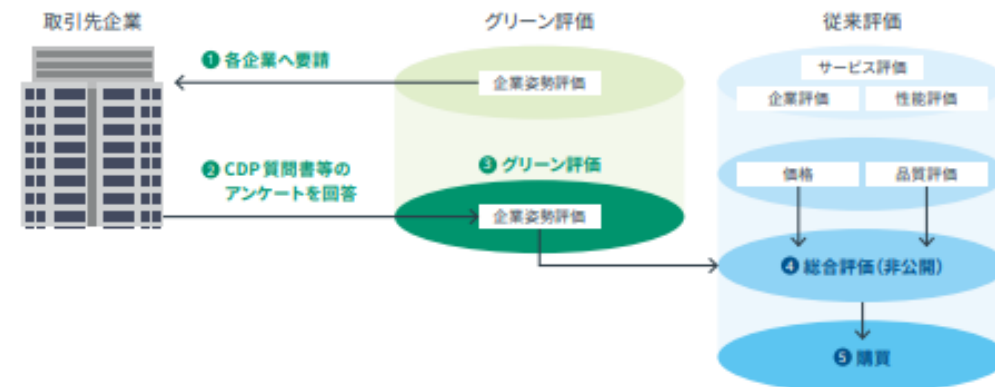 取引先企業
グリーン評価
従来評価
❶ 各企業へ要請
企業姿勢評価
サービス評価
企業評価
性能評価
❷ CDP質問書等の
アンケートを回答
❸ グリーン評価
企業姿勢評価
価格
品質評価
❹ 総合評価(非公開)
❺ 購買